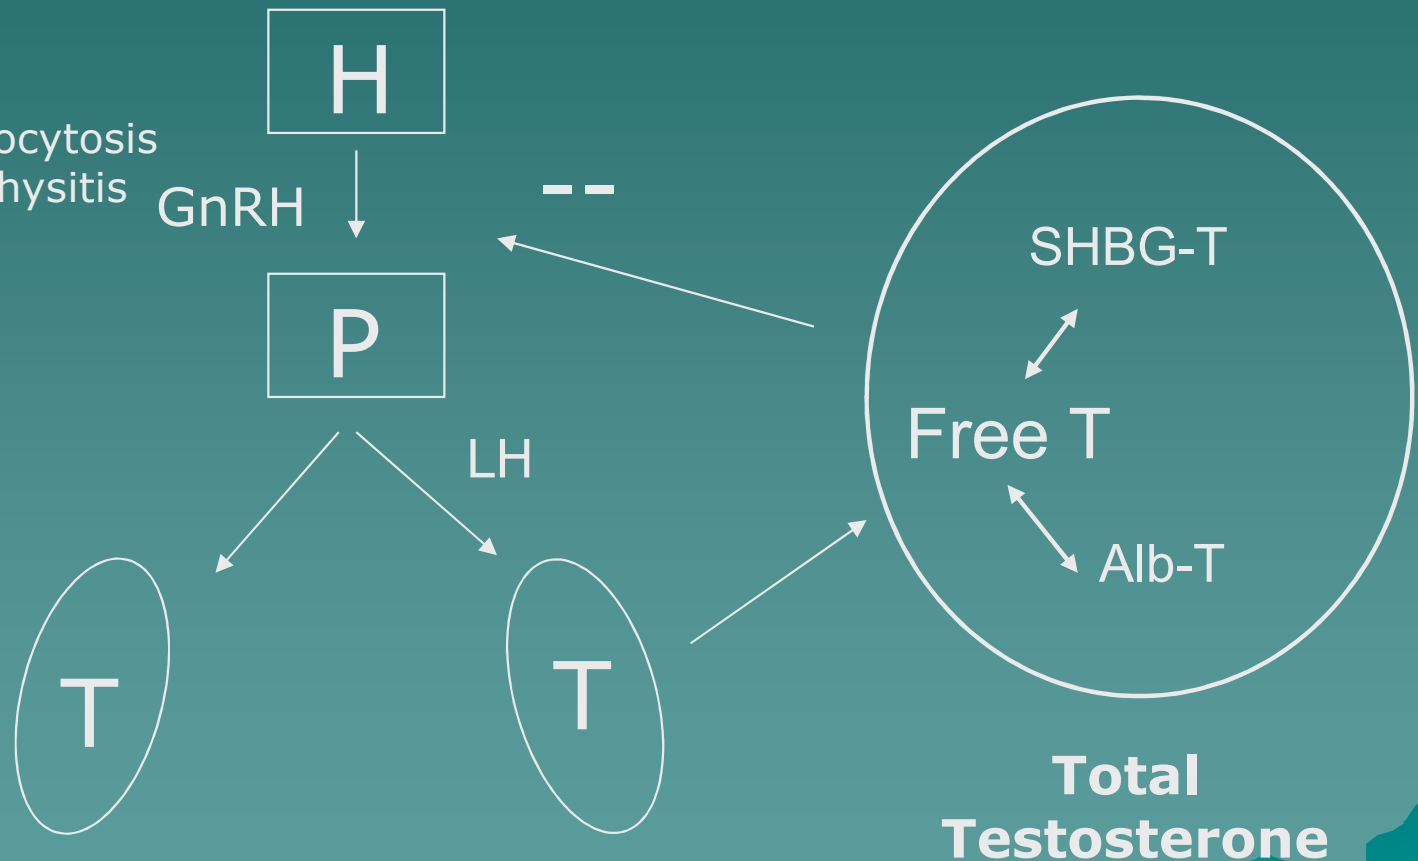 H
GnRH
--
P
LH
T
T
SHBG-T
Free T
Alb-T
Total
Testosterone